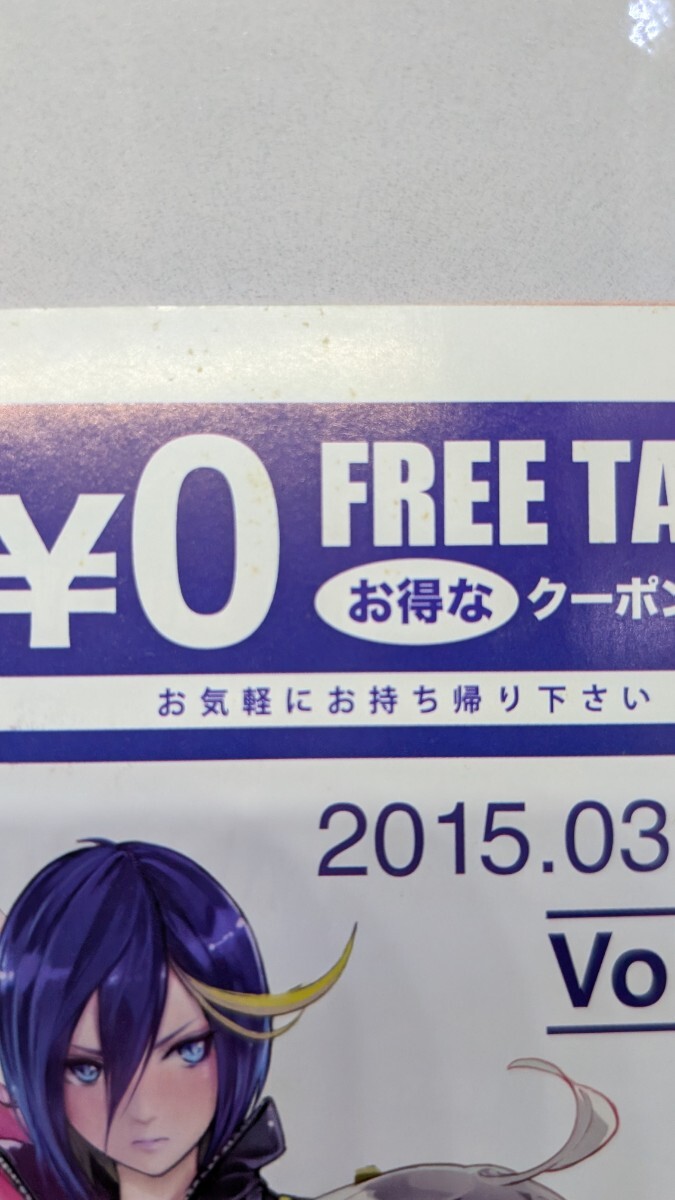 ¥0
FREE TA
お得な クーポン
お気軽にお持ち帰り下さい
2015.03
Vo